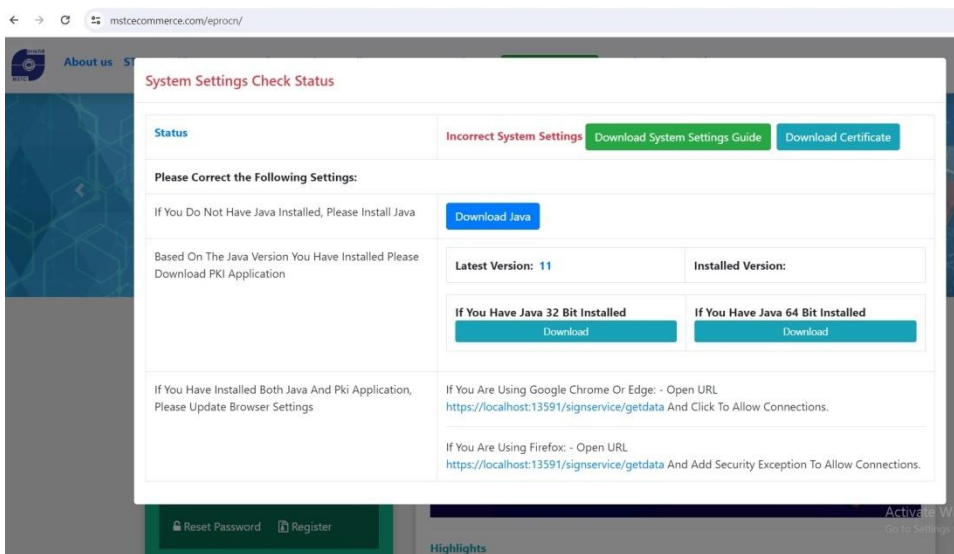 mstcecommerce.com/eprocn/
About us
System Settings Check Status
Status
Incorrect System Settings Download System Settings Guide Download Certificate
Please Correct the Following Settings:
If You Do Not Have Java Installed, Please Install Java
Download Java
Based On The Java Version You Have Installed Please
Download PKI Application
Latest Version: 11
Installed Version:
If You Have Java 32 Bit Installed
Download
If You Have Java 64 Bit Installed
Download
If You Have Installed Both Java And Pki Application,
Please Update Browser Settings
If You Are Using Google Chrome Or Edge: - Open URL
https://localhost:13591/signservice/getdata And Click To Allow Connections.
If You Are Using Firefox: - Open URL
https://localhost:13591/signservice/getdata And Add Security Exception To Allow Connections.
Reset Password Register
Highlights
Activate W
Go to Settings